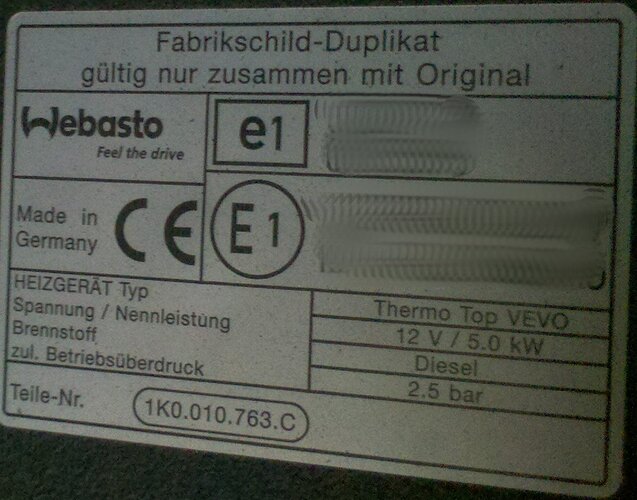 Fabrikschild-Duplikat
gültig nur zusammen mit Original
Webasto
Feel the drive
e1
Made in
Germany
CE
E1
HEIZGERÄT Typ
Thermo Top VEVO
Spannung / Nennleistung
12 V / 5.0 kW
Brennstoff
Diesel
zul. Betriebsüberdruck
2.5 bar
Teile-Nr.
1K0.010.763.C